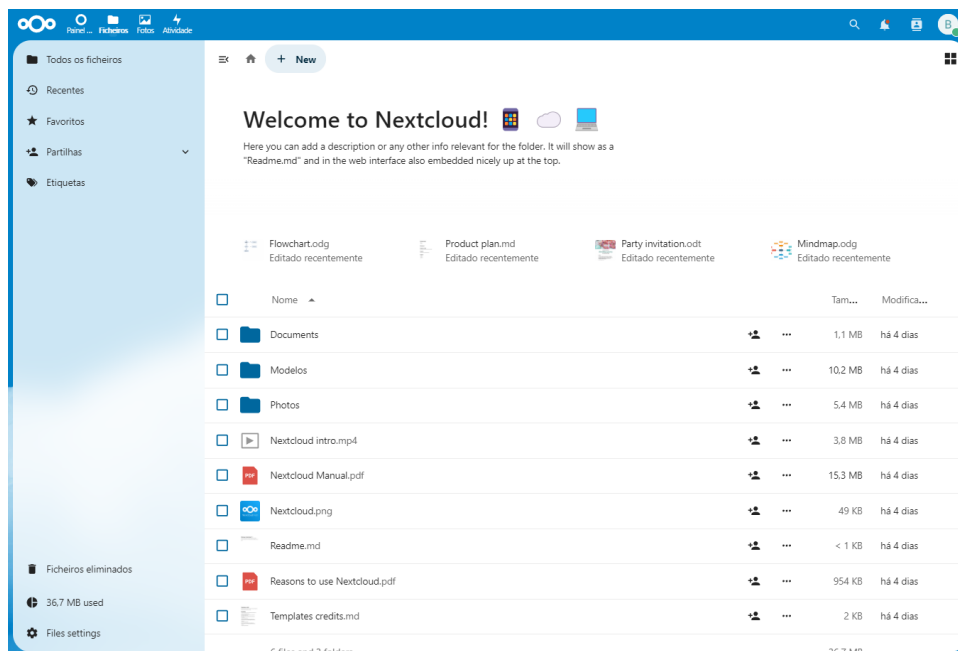 Painel ... Ficheiros Fotos Atividade
B
Todos os ficheiros
Recentes
Favoritos
Partilhas
Etiquetas
+ New
Welcome to Nextcloud!
Here you can add a description or any other info relevant for the folder. It will show as a
"Readme.md" and in the web interface also embedded nicely up at the top.
Flowchart.odg
Editado recentemente
Product plan.md
Editado recentemente
Party invitation.odt
Editado recentemente
Mindmap.odg
Editado recentemente
Nome Tam... Modifica...
Documents 1,1 MB há 4 dias
Modelos 10,2 MB há 4 dias
Photos 5,4 MB há 4 dias
Nextcloud intro.mp4 3,8 MB há 4 dias
PDF Nextcloud Manual.pdf 15,3 MB há 4 dias
Nextcloud.png 49 KB há 4 dias
Readme.md < 1 KB há 4 dias
PDF Reasons to use Nextcloud.pdf 954 KB há 4 dias
Templates credits.md 2 KB há 4 dias
Ficheiros eliminados
36,7 MB used
Files settings